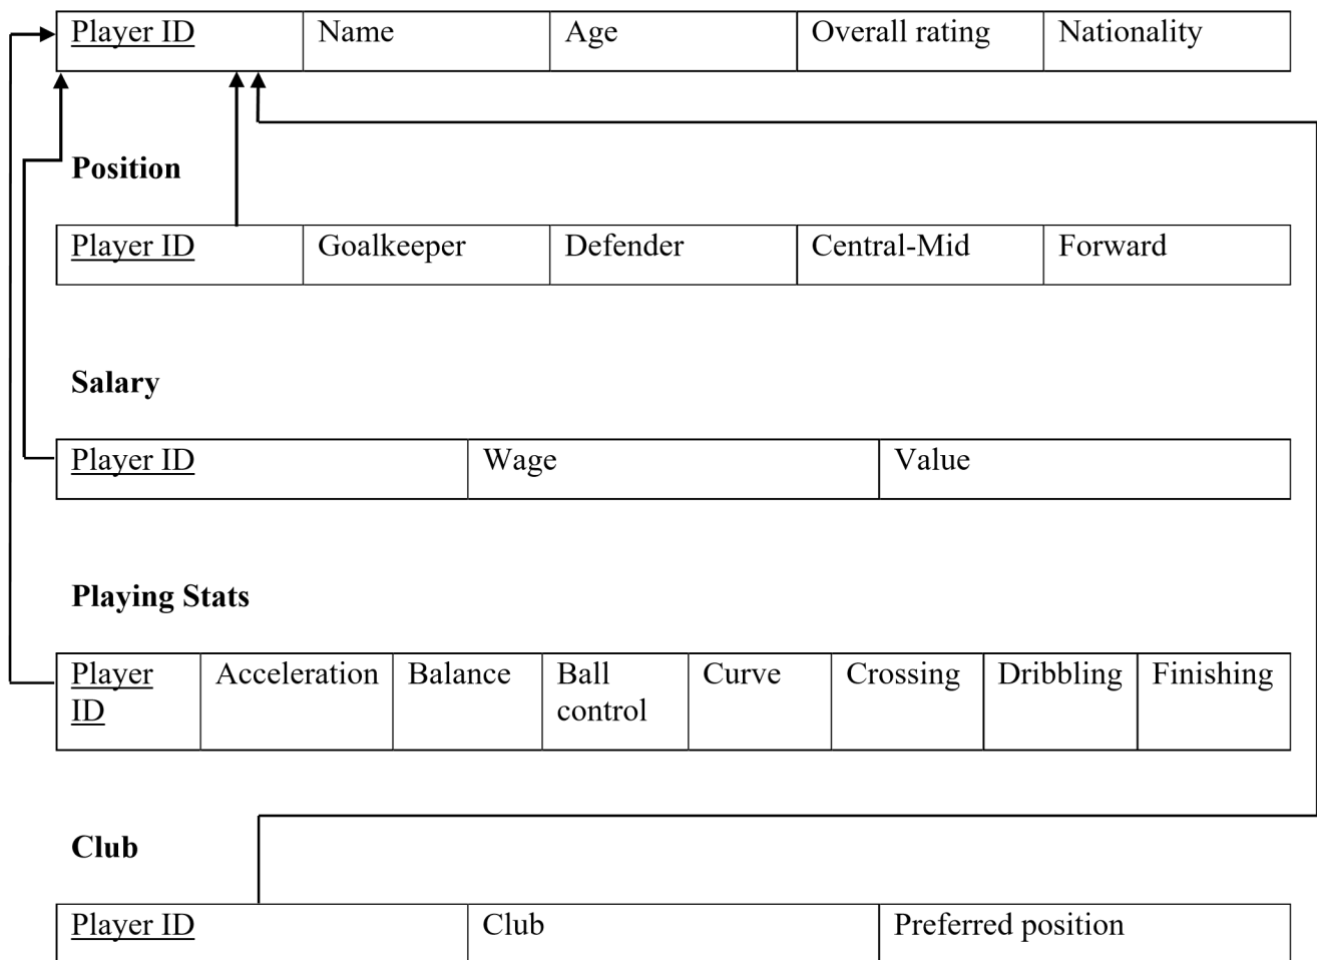 Player ID Name Age Overall rating Nationality
Position
Player ID Goalkeeper Defender Central-Mid Forward
Salary
Player ID Wage Value
Playing Stats
Player ID Acceleration Balance Ball control Curve Crossing Dribbling Finishing
Club
Player ID Club Preferred position